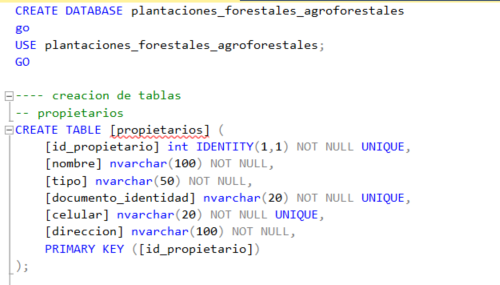 CREATE DATABASE plantaciones_forestales_agroforestales
go
USE plantaciones_forestales_agroforestales;
GO
---- creacion de tablas
-- propietarios
CREATE TABLE [propietarios] (
    [id_propietario] int IDENTITY(1,1) NOT NULL UNIQUE,
    [nombre] nvarchar(100) NOT NULL,
    [tipo] nvarchar(50) NOT NULL,
    [documento_identidad] nvarchar(20) NOT NULL UNIQUE,
    [celular] nvarchar(20) NOT NULL UNIQUE,
    [direccion] nvarchar(100) NOT NULL,
    PRIMARY KEY ([id_propietario])
);